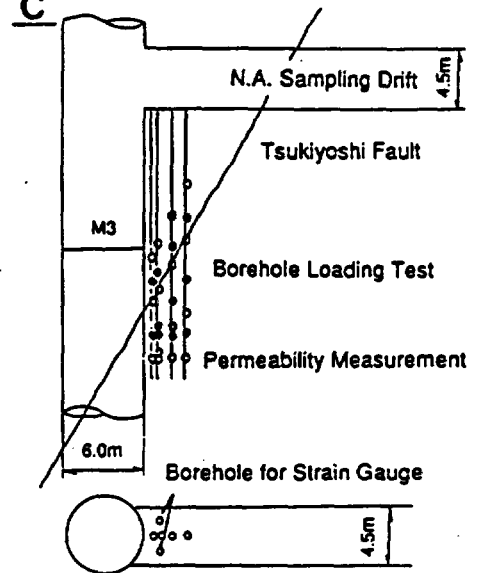 C
N.A. Sampling Drift
4.5m
Tsukiyoshi Fault
M3
Borehole Loading Test
Permeability Measurement
6.0m
Borehole for Strain Gauge
4.5m